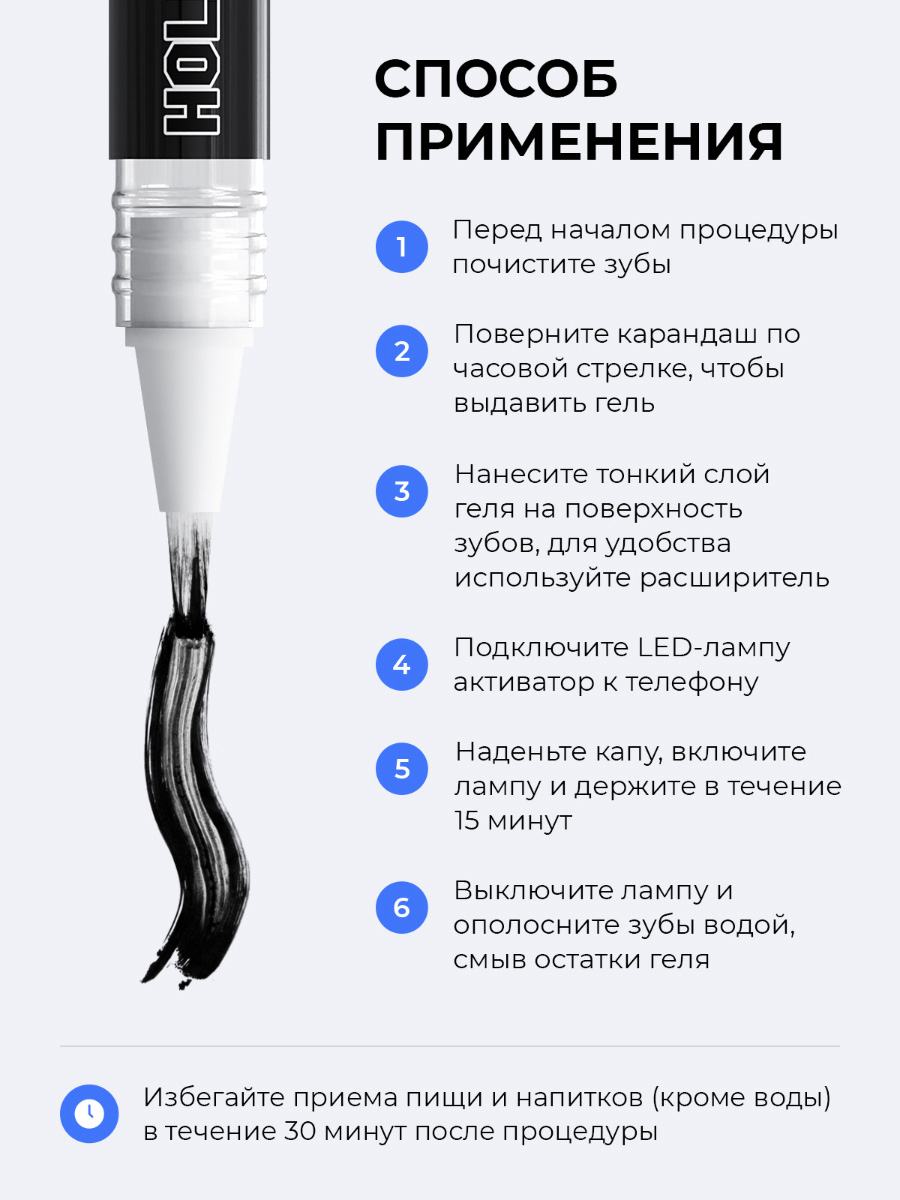 HOL
СПОСОБ
ПРИМЕНЕНИЯ
1
Перед началом процедуры
почистите зубы
2
Поверните карандаш по
часовой стрелке, чтобы
выдавить гель
3
Нанесите тонкий слой
геля на поверхность
зубов, для удобства
используйте расширитель
4
Подключите LED-лампу
активатор к телефону
5
Наденьте капу, включите
лампу и держите в течение
15 минут
6
Выключите лампу и
ополосните зубы водой,
смыв остатки геля
Избегайте приема пищи и напитков (кроме воды)
в течение 30 минут после процедуры